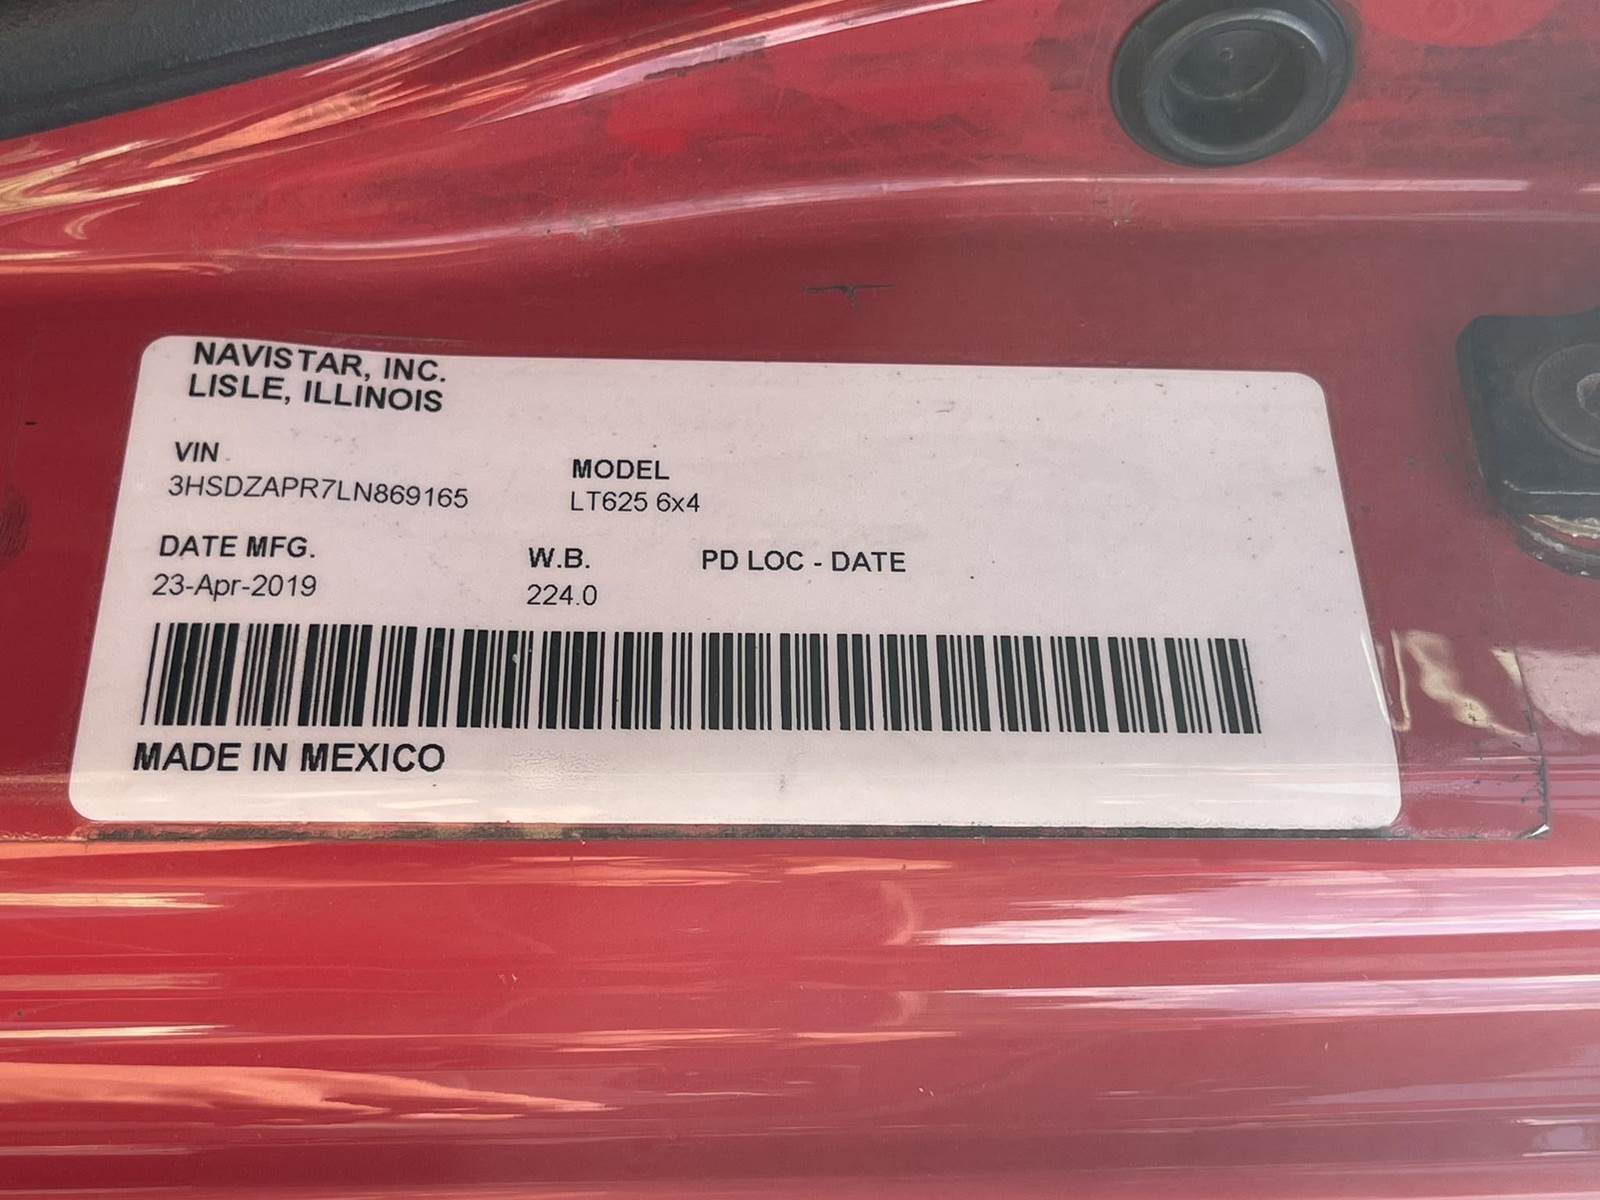 NAVISTAR, INC.
LISLE, ILLINOIS
VIN
3HSDZAPR7LN869165
MODEL
LT625 6x4
DATE MFG.
23-Apr-2019
W.B.
224.0
PD LOC - DATE
MADE IN MEXICO